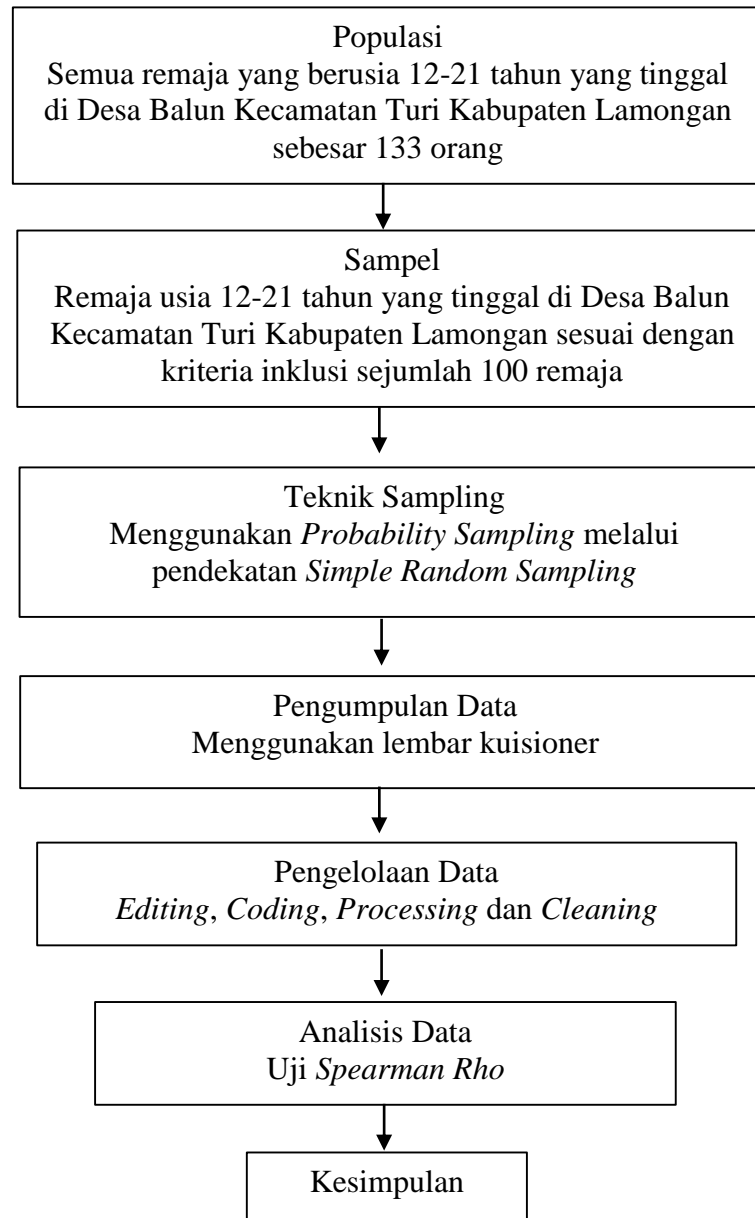 Populasi
Semua remaja yang berusia 12-21 tahun yang tinggal
di Desa Balun Kecamatan Turi Kabupaten Lamongan
sebesar 133 orang
Sampel
Remaja usia 12-21 tahun yang tinggal di Desa Balun
Kecamatan Turi Kabupaten Lamongan sesuai dengan
kriteria inklusi sejumlah 100 remaja
Teknik Sampling
Menggunakan Probability Sampling melalui
pendekatan Simple Random Sampling
Pengumpulan Data
Menggunakan lembar kuisioner
Pengelolaan Data
Editing, Coding, Processing dan Cleaning
Analisis Data
Uji Spearman Rho
Kesimpulan